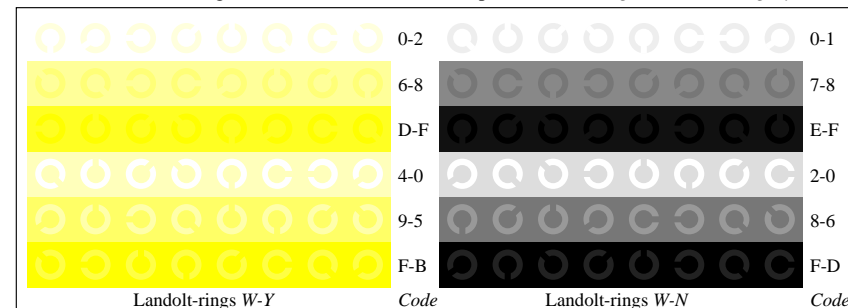 0-2 0-1
6-8 7-8
D-F E-F
4-0 2-0
9-5 8-6
F-B F-D
Landolt-rings W-Y Code Landolt-rings W-N Code